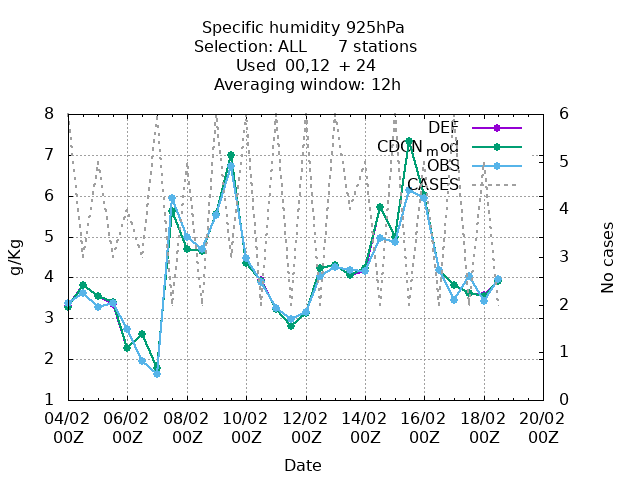 Specific humidity 925hPa
Selection: ALL 7 stations
Used 00,12 + 24
Averaging window: 12h
8 7 6 5 4 3 2 1
g/Kg
DEF
CDCN_mod
OBS
CASES
6 5 4 3 2 1 0
No cases
04/02 06/02 08/02 10/02 12/02 14/02 16/02 18/02 20/02
00Z 00Z 00Z 00Z 00Z 00Z 00Z 00Z 00Z
Date